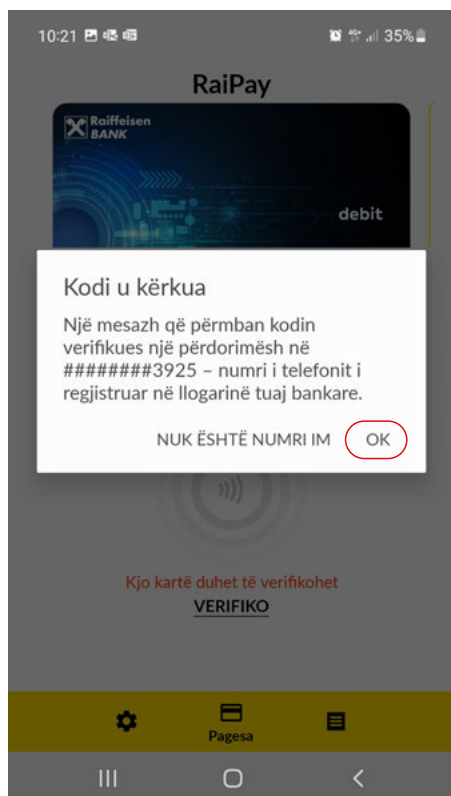 10:21 35%
RaiPay
Raiffeisen
BANK
debit
Kodi u kërkua
Një mesazh që përmban kodin
verifikues një përdorimësh në
########3925 – numri i telefonit i
regjistruar në llogarinë tuaj bankare.
NUK ËSHTË NUMRI IM OK
Kjo kartë duhet të verifikohet
VERIFIKO
Pagesa